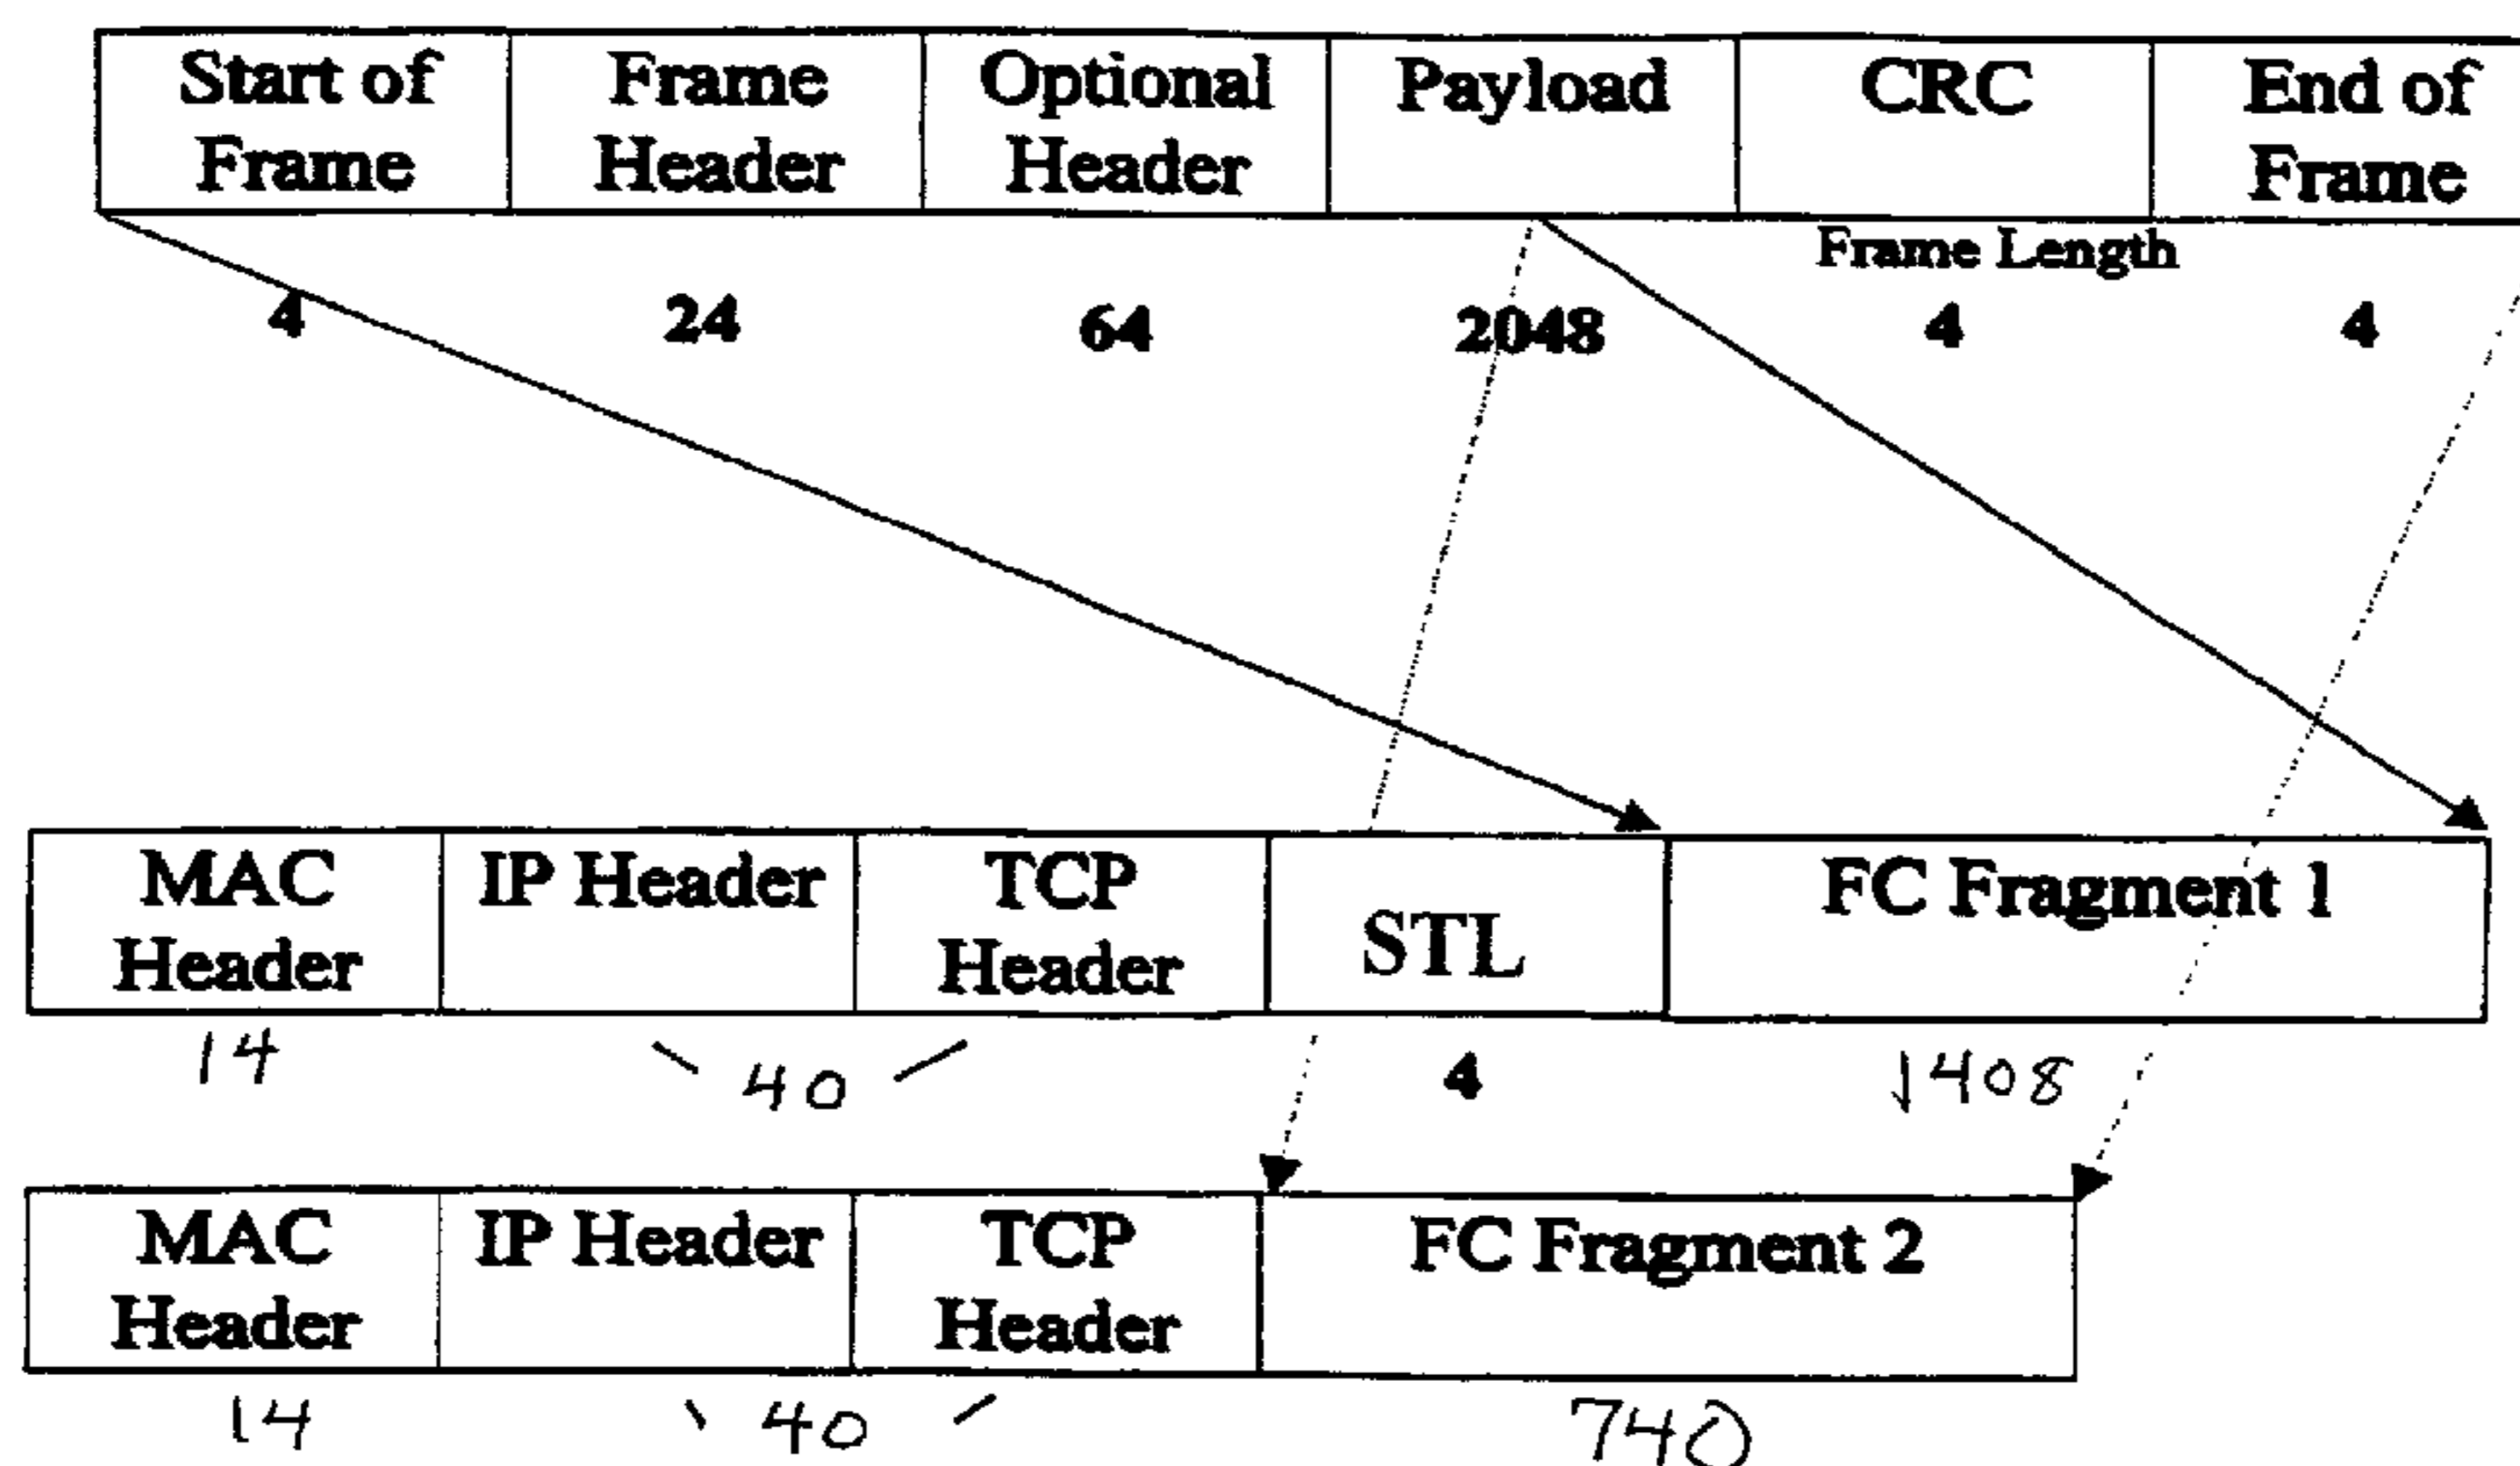 Start of Frame Frame Header Optional Header Payload CRC End of Frame
Frame Length
4 24 64 2048 4 4
MAC Header IP Header TCP Header STL FC Fragment 1
14 40 4 1408
MAC Header IP Header TCP Header FC Fragment 2
14 40 740